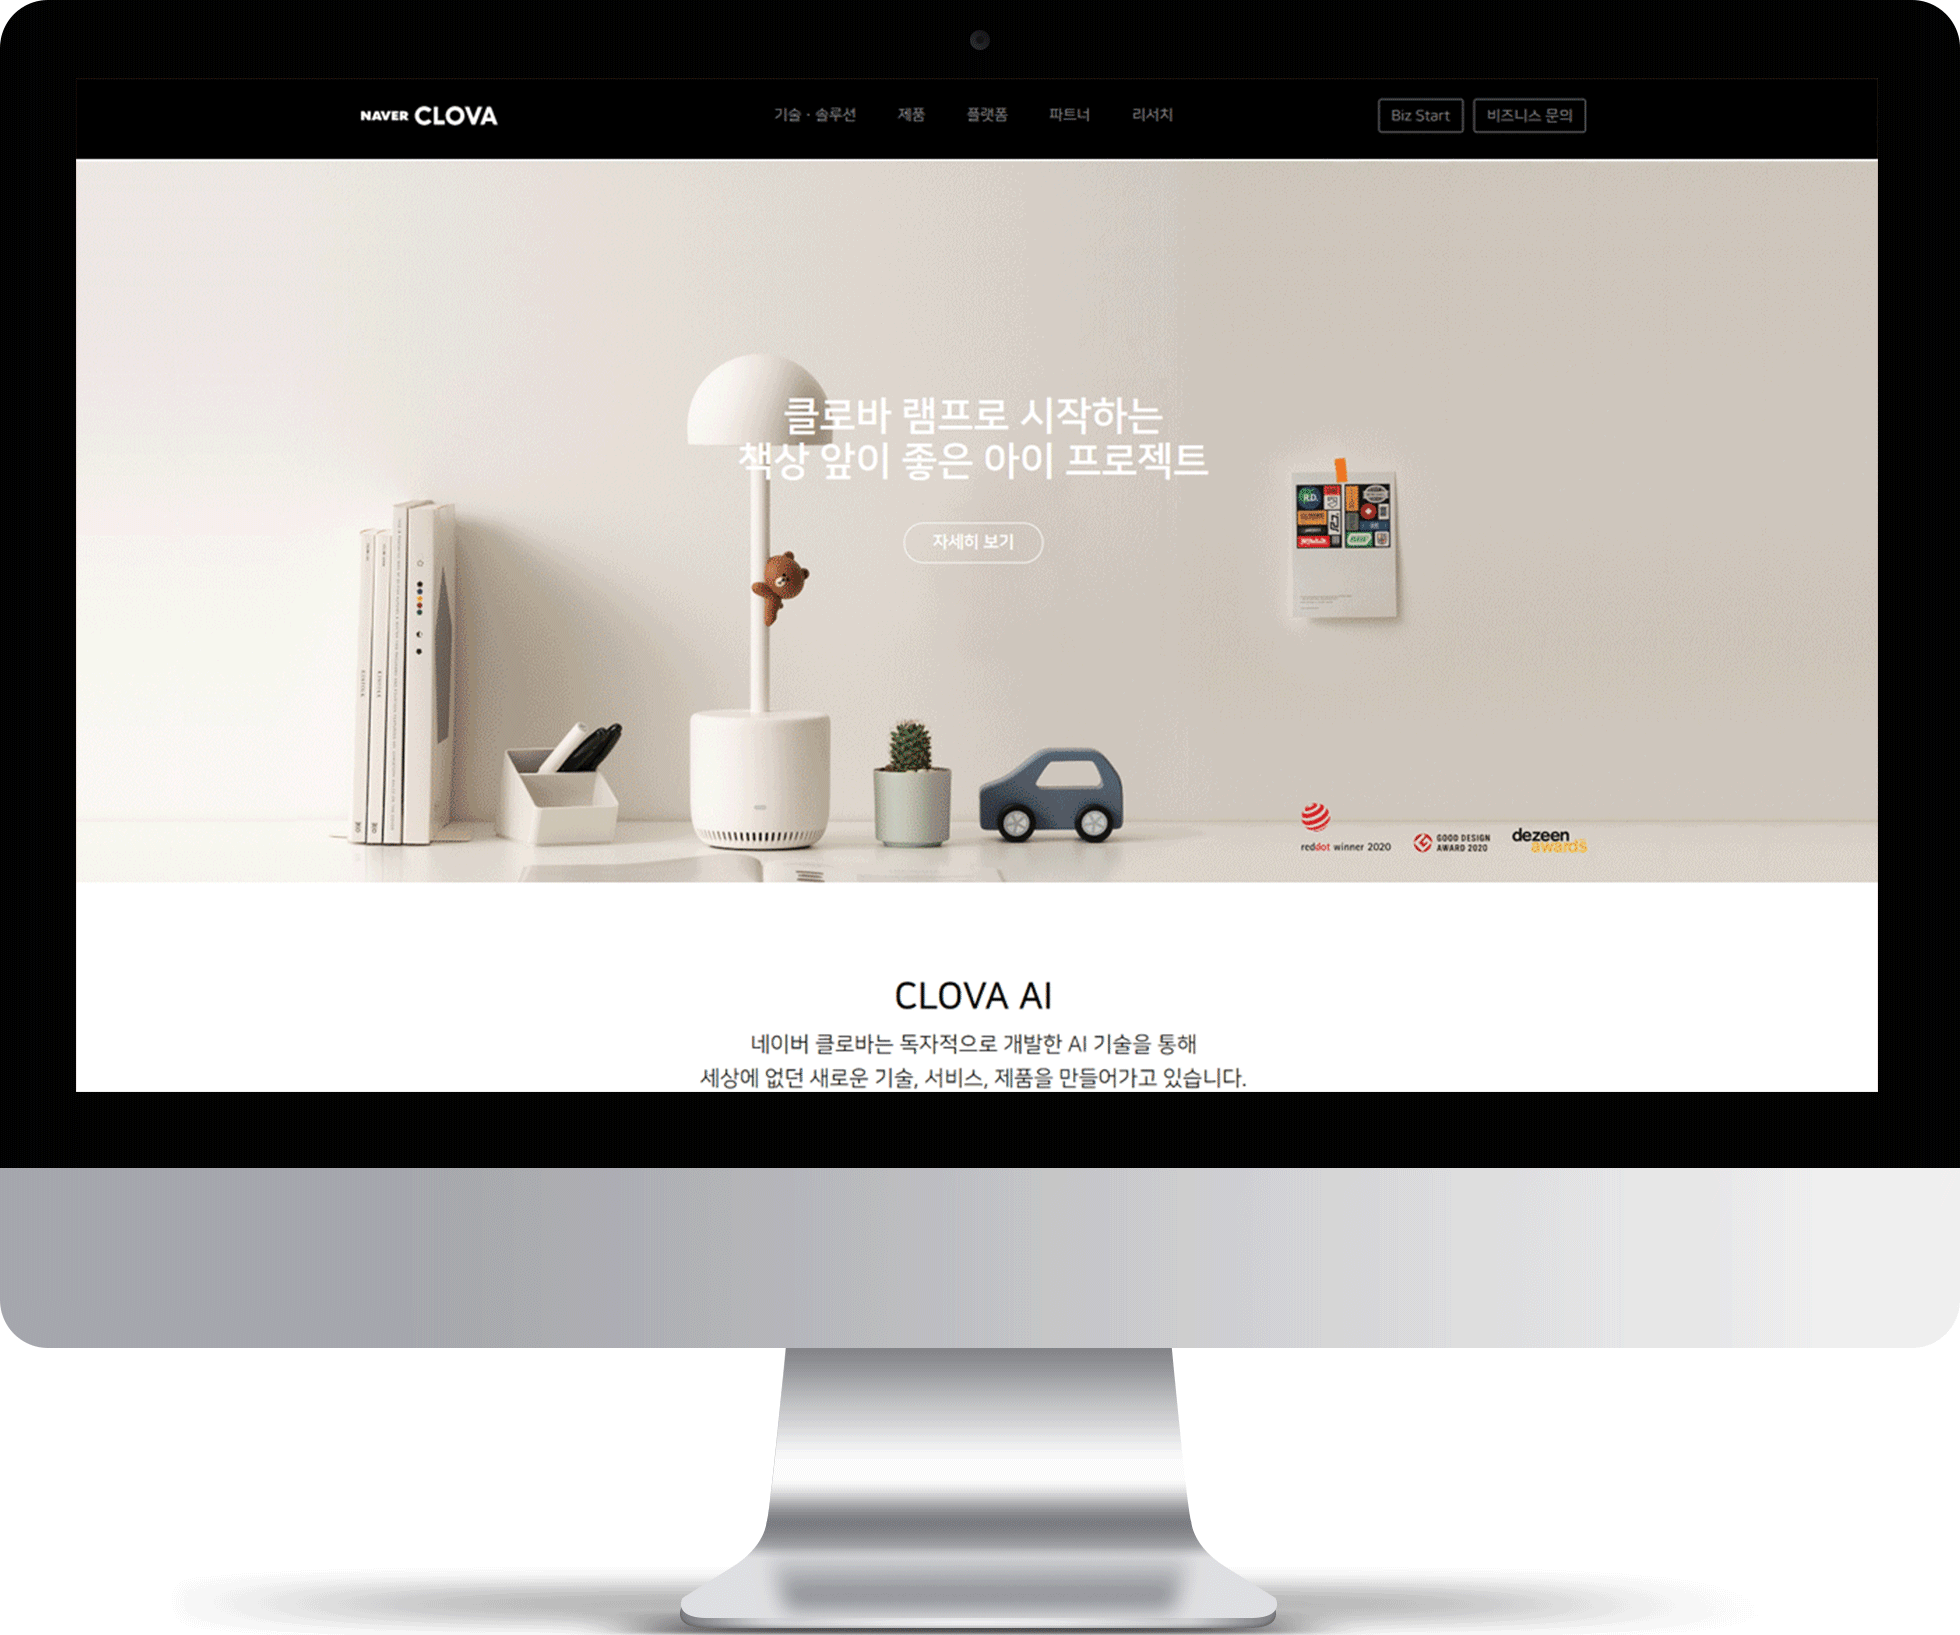 NAVER CLOVA
기술 · 솔루션 제품 플랫폼 파트너 리서치
Biz Start 비즈니스 문의
클로바 램프로 시작하는
책상 앞이 좋은 아이 프로젝트
자세히 보기
R.D.
reddot winner 2020
GOOD DESIGN
AWARD 2020
dezeen
awards
CLOVA AI
네이버 클로바는 독자적으로 개발한 AI 기술을 통해
세상에 없던 새로운 기술, 서비스, 제품을 만들어가고 있습니다.